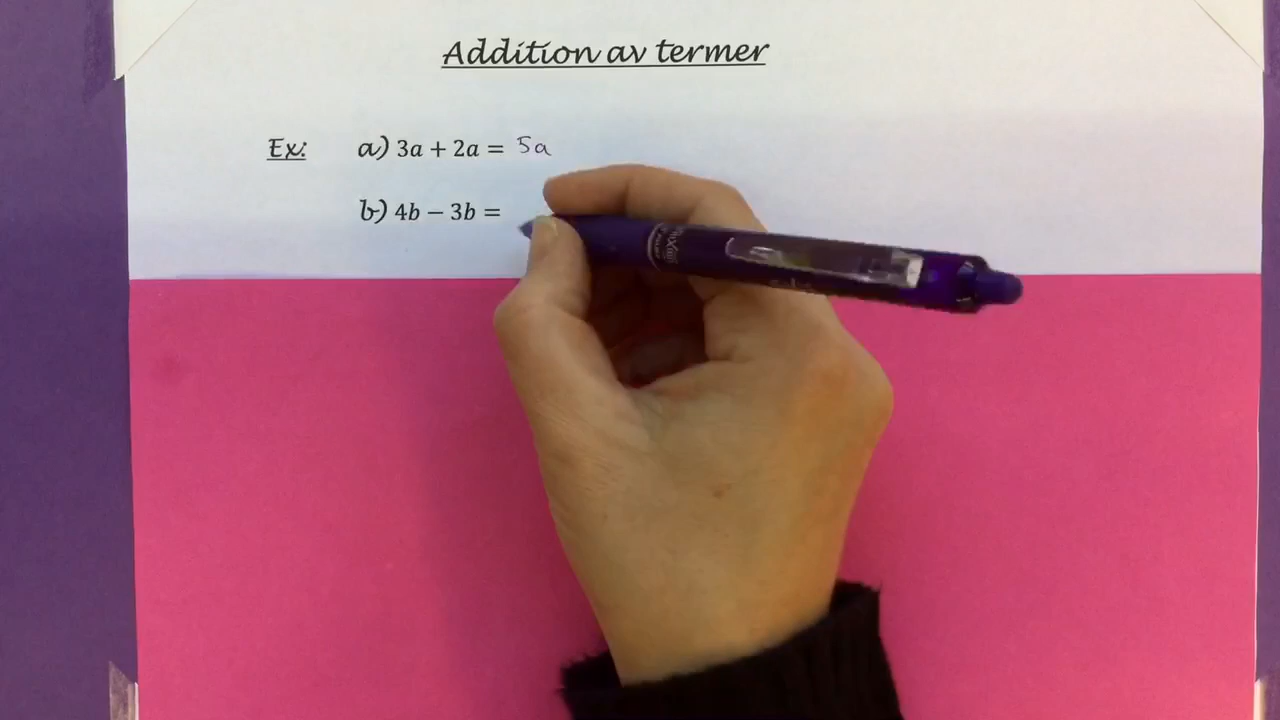 Addition av termer
Ex: a) 3a + 2a = 5a
b) 4b − 3b =